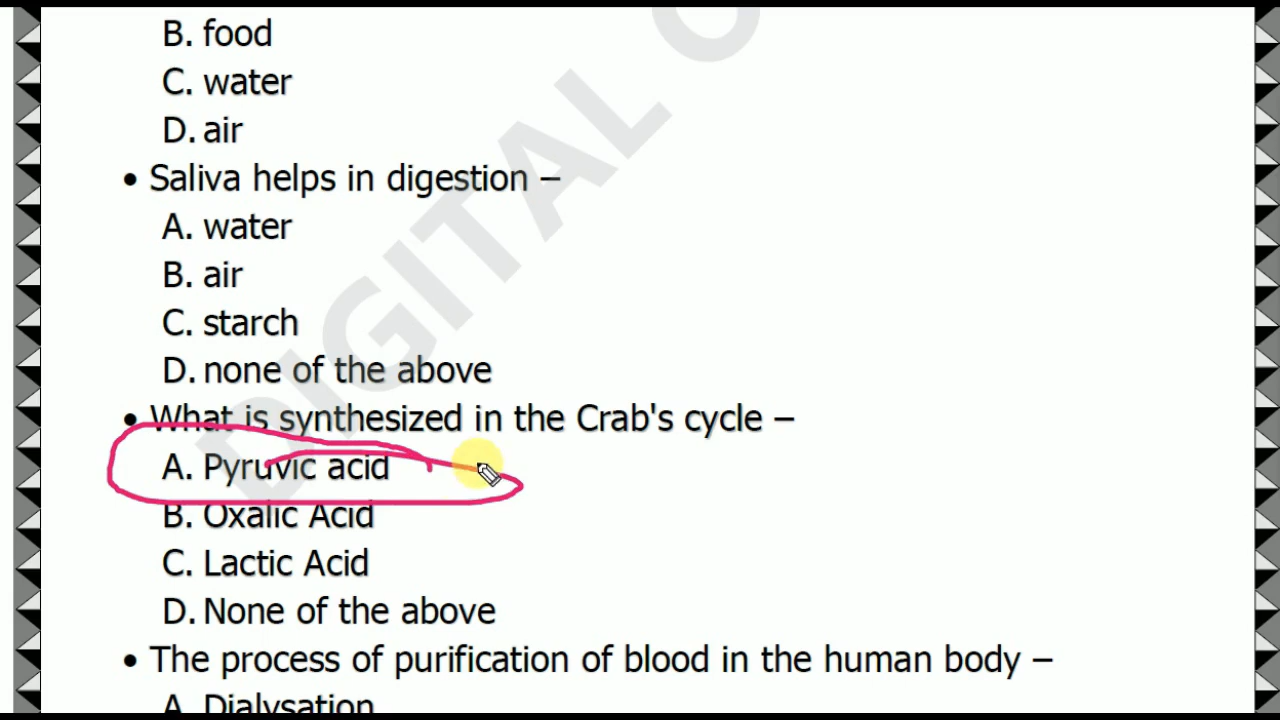 B. food
C. water
D. air
• Saliva helps in digestion –
A. water
B. air
C. starch
D. none of the above
• What is synthesized in the Crab's cycle –
A. Pyruvic acid
B. Oxalic Acid
C. Lactic Acid
D. None of the above
• The process of purification of blood in the human body –
A. Dialysation
DIGITAL